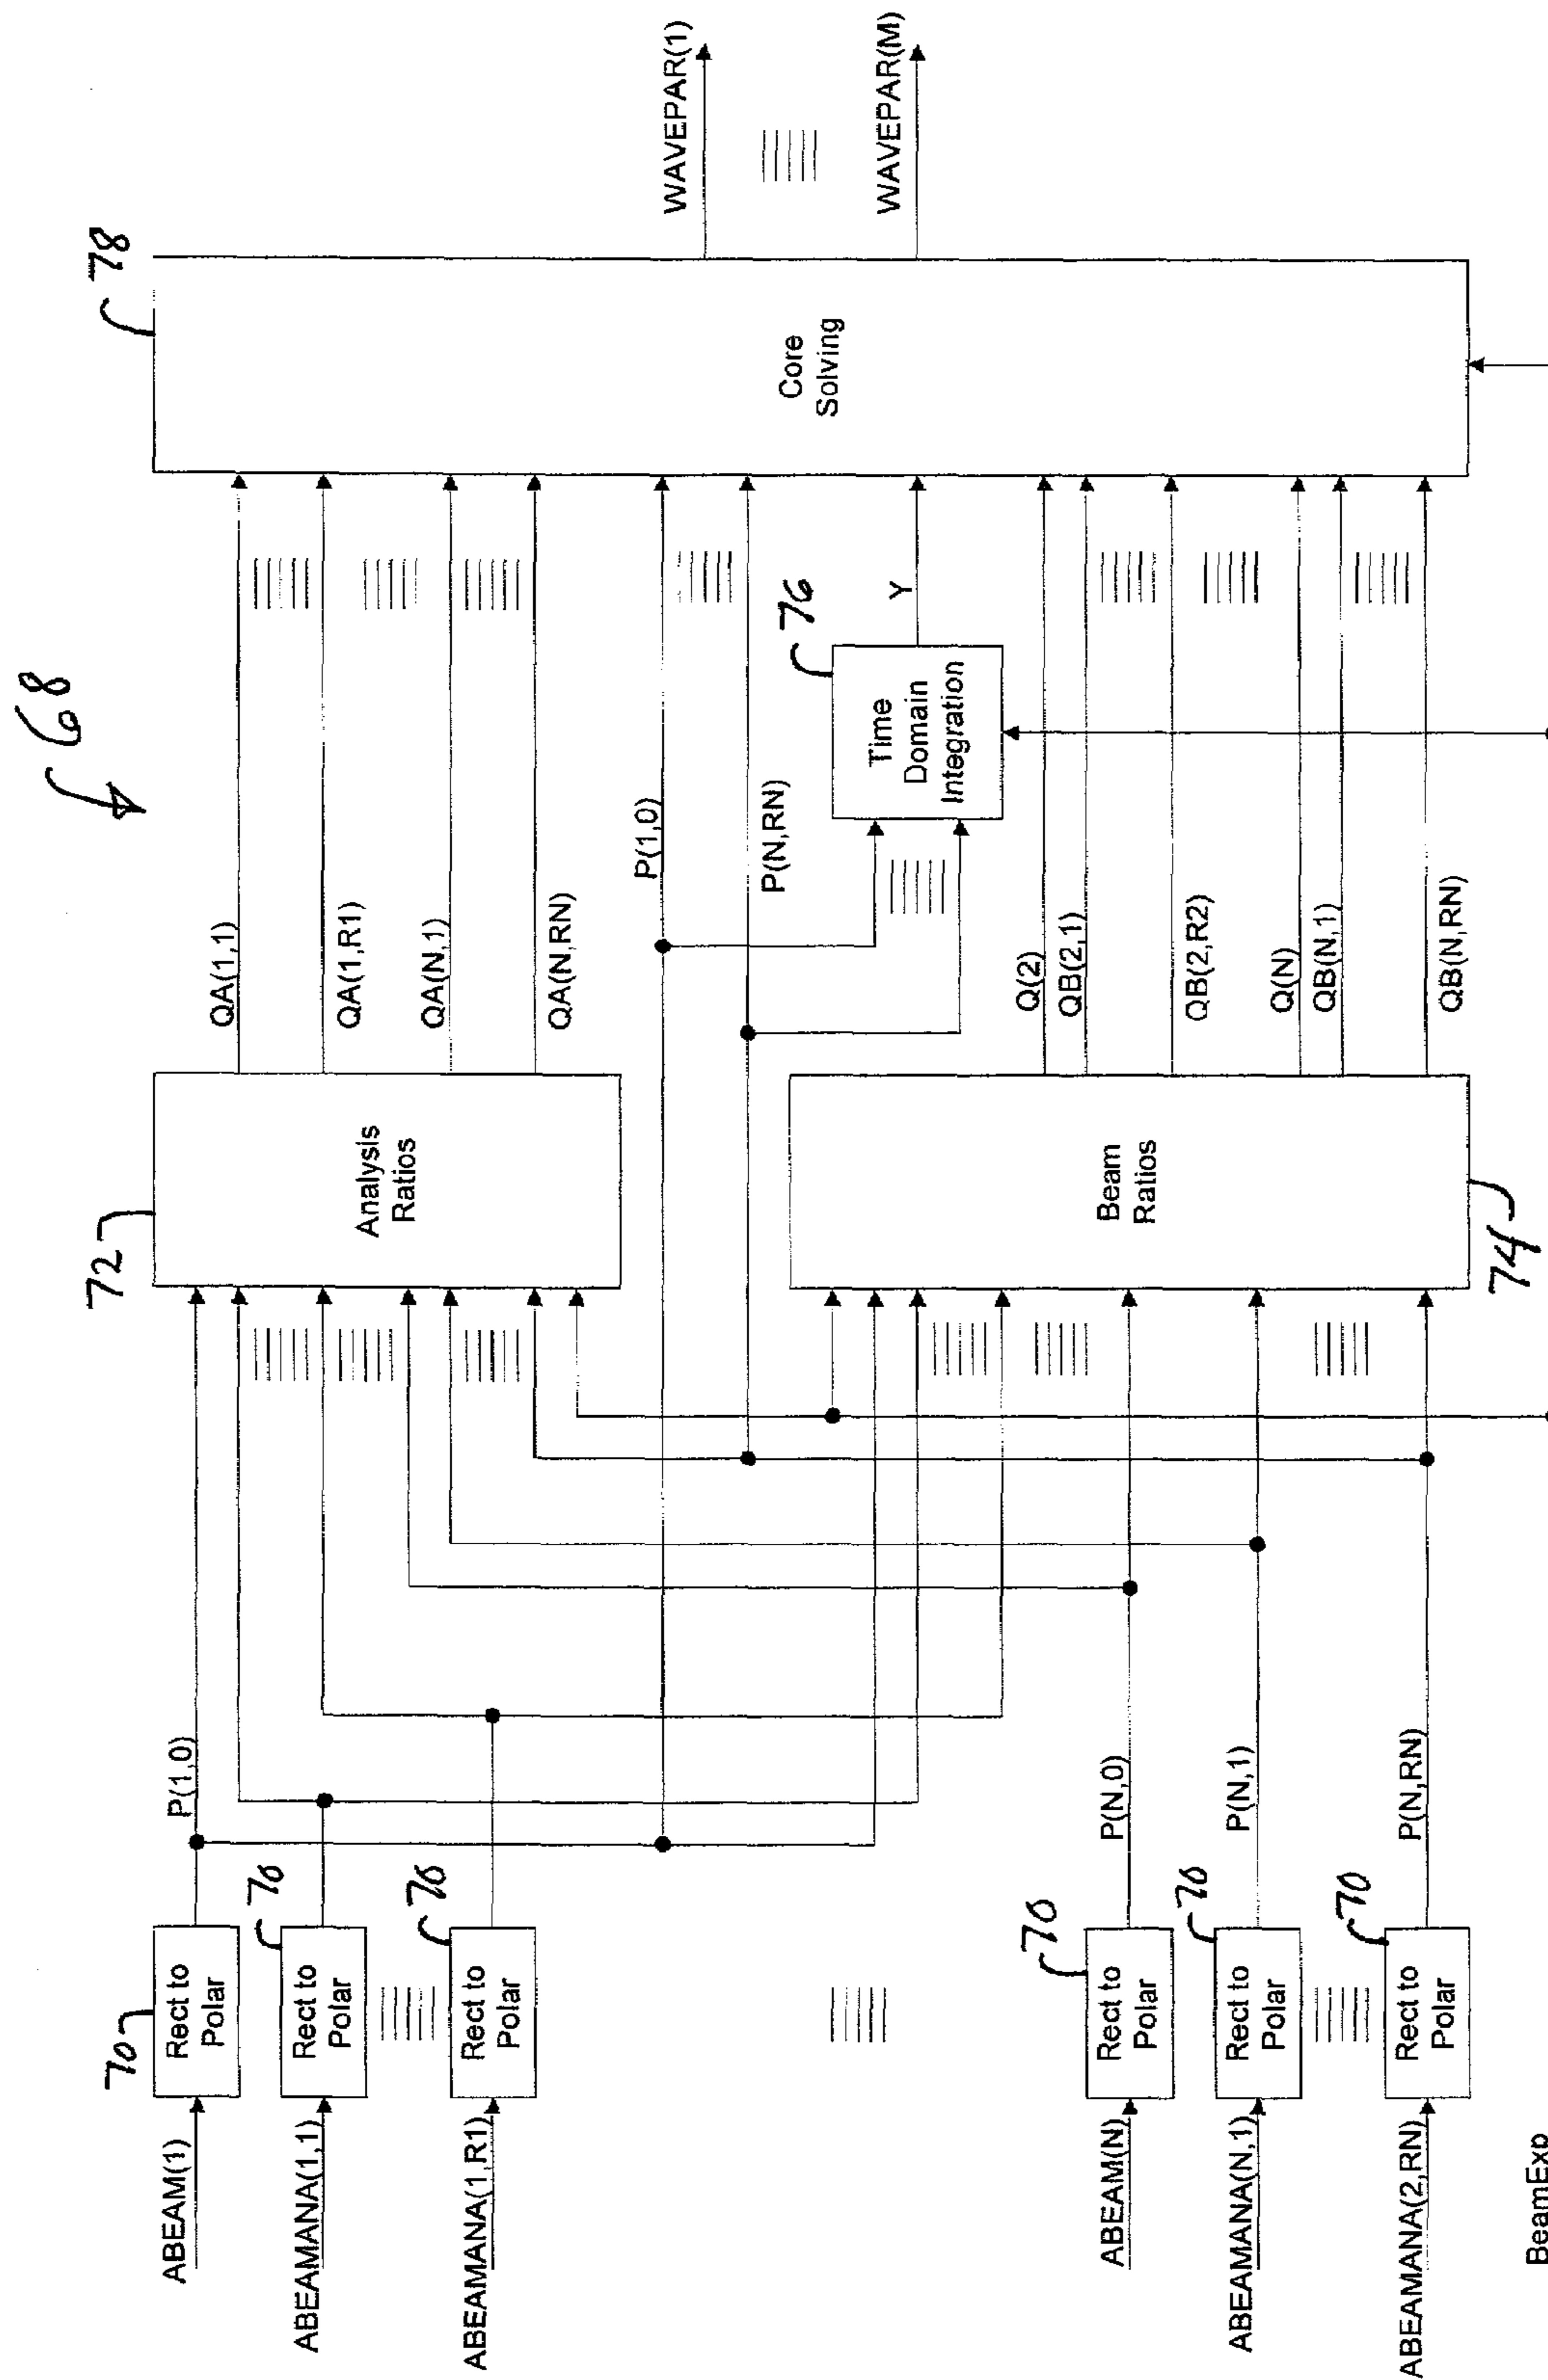 68
70
ABEAM(1)
Rect to
Polar
P(1,0)
70
ABEAMANA(1,1)
Rect to
Polar
70
ABEAMANA(1,R1)
Rect to
Polar
70
ABEAM(N)
Rect to
Polar
P(N,0)
70
ABEAMANA(N,1)
Rect to
Polar
P(N,1)
70
ABEAMANA(2,RN)
Rect to
Polar
P(N,RN)
BeamExp
72
Analysis
Ratios
QA(1,1)
QA(1,R1)
QA(N,1)
QA(N,RN)
P(1,0)
P(N,RN)
76
Time
Domain
Integration
Y
74
Beam
Ratios
Q(2)
QB(2,1)
QB(2,R2)
Q(N)
QB(N,1)
QB(N,RN)
78
Core
Solving
WAVEPAR(1)
WAVEPAR(M)